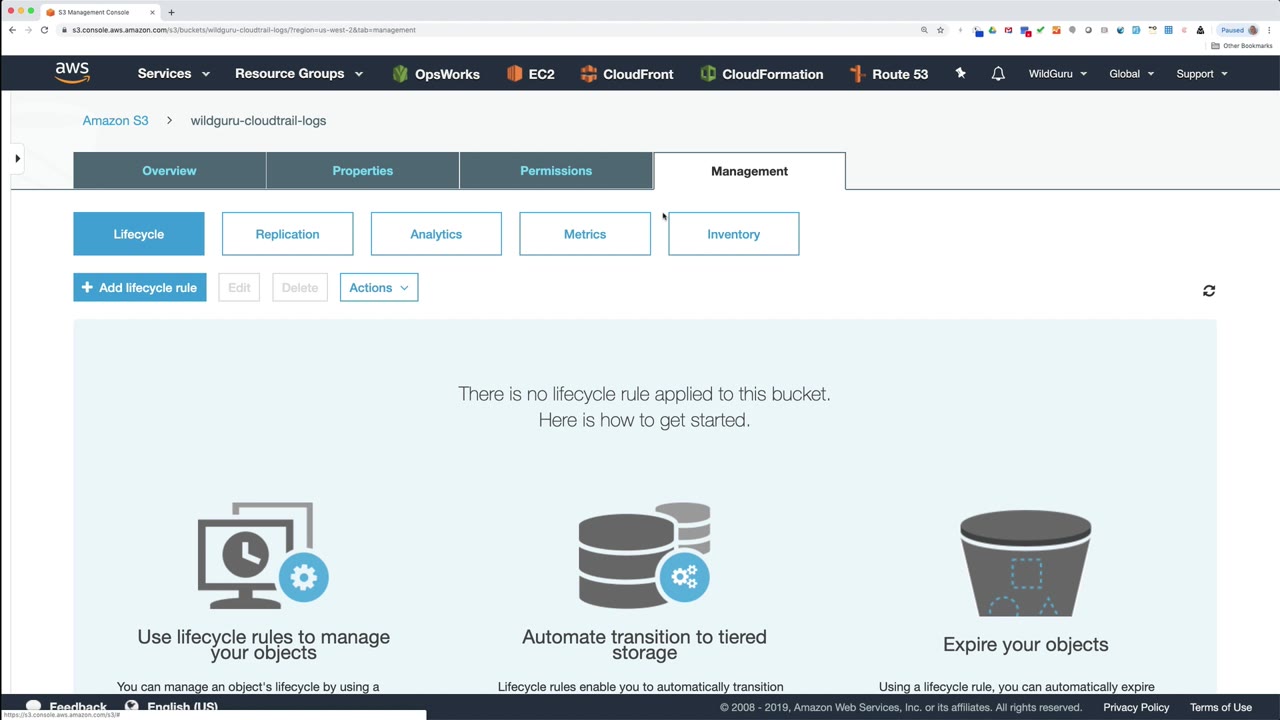 S3 Management Console
s3.console.aws.amazon.com/s3/buckets/wildguru-cloudtrail-logs/?region=us-west-2&tab=management
Paused
Other Bookmarks
aws
Services
Resource Groups
OpsWorks
EC2
CloudFront
CloudFormation
Route 53
WildGuru
Global
Support
Amazon S3
wildguru-cloudtrail-logs
Overview
Properties
Permissions
Management
Lifecycle
Replication
Analytics
Metrics
Inventory
Add lifecycle rule
Edit
Delete
Actions
There is no lifecycle rule applied to this bucket.
Here is how to get started.
Use lifecycle rules to manage
your objects
You can manage an object's lifecycle by using a
Automate transition to tiered
storage
Lifecycle rules enable you to automatically transition
Expire your objects
Using a lifecycle rule, you can automatically expire
Feedback
English (US)
© 2008 - 2019, Amazon Web Services, Inc. or its affiliates. All rights reserved.
Privacy Policy
Terms of Use
https://s3.console.aws.amazon.com/s3/#